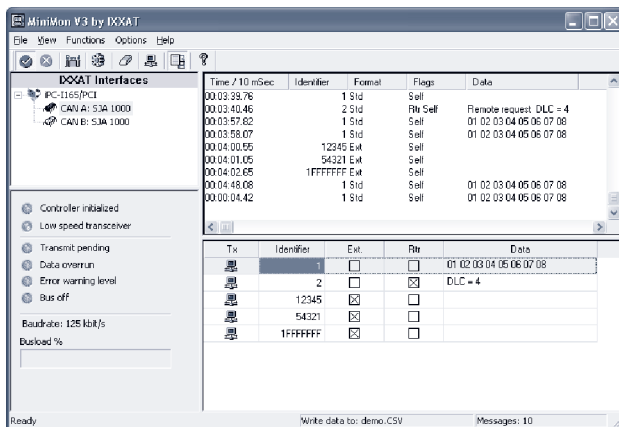 MiniMon V3 by IXXAT
File View Functions Options Help
IXXAT Interfaces
iPC-I165/PCI
CAN A: SJA 1000
CAN B: SJA 1000
Controller initialized
Low speed transceiver
Transmit pending
Data overrun
Error warning level
Bus off
Baudrate: 125 kbit/s
Busload %
Time / 10 mSec Identifier Format Flags Data
00:03:39.76 1 Std Self
00:03:40.46 2 Std Rtr Self Remote request DLC = 4
00:03:57.82 1 Std Self 01 02 03 04 05 06 07 08
00:03:58.07 1 Std Self 01 02 03 04 05 06 07 08
00:04:00.55 12345 Ext Self
00:04:01.05 54321 Ext Self
00:04:02.65 1FFFFFFF Ext Self
00:04:48.08 1 Std Self 01 02 03 04 05 06 07 08
00:00:04.42 1 Std Self 01 02 03 04 05 06 07 08
Tx Identifier Ext. Rtr Data
1 01 02 03 04 05 06 07 08
2 DLC = 4
12345
54321
1FFFFFFF
Ready Write data to: demo.CSV Messages: 10